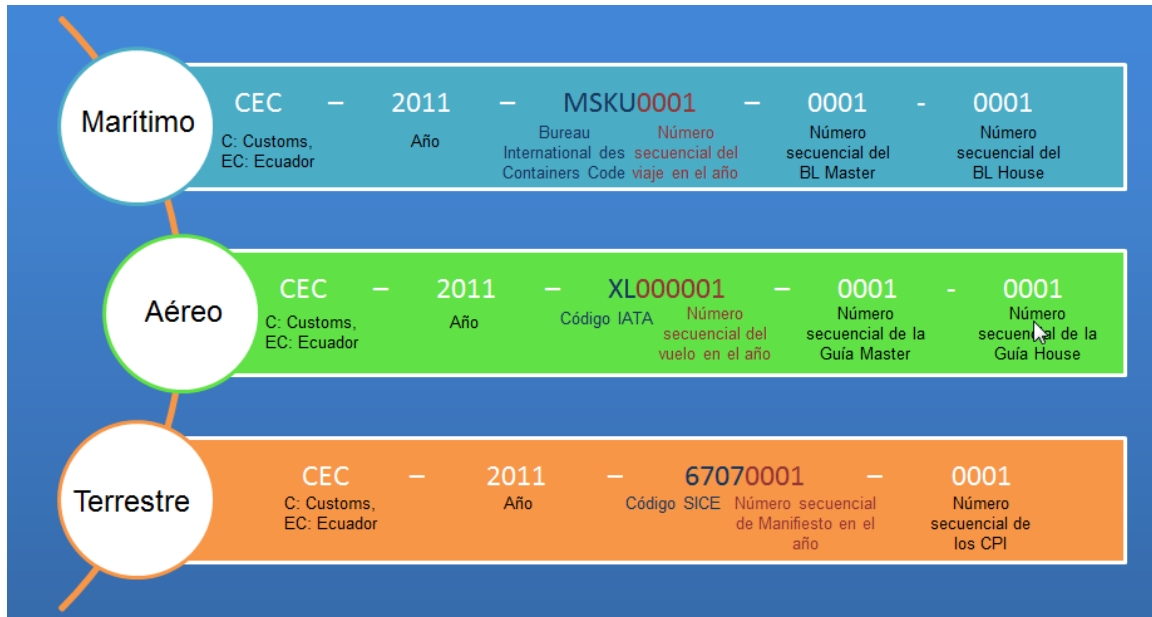 Marítimo
CEC – 2011 – MSKU0001 – 0001 - 0001
C: Customs,
EC: Ecuador
Año
Bureau
International des
Containers Code
Número
secuencial del
viaje en el año
Número
secuencial del
BL Master
Número
secuencial del
BL House
Aéreo
CEC – 2011 – XL000001 – 0001 - 0001
C: Customs,
EC: Ecuador
Año
Código IATA
Número
secuencial del
vuelo en el año
Número
secuencial de la
Guía Master
Número
secuencial de la
Guía House
Terrestre
CEC – 2011 – 67070001 – 0001
C: Customs,
EC: Ecuador
Año
Código SICE
Número secuencial
de Manifiesto en el
año
Número
secuencial de
los CPI